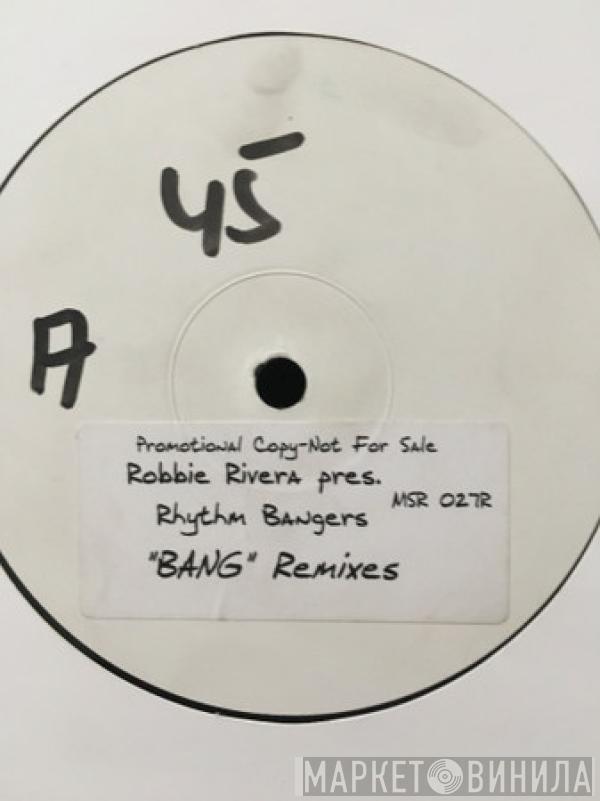 45
A
Promotional Copy-Not For Sale
Robbie Rivera pres.
MSR 027R
Rhythm Bangers
"BANG" Remixes
МАРКЕТ ВИНИЛА